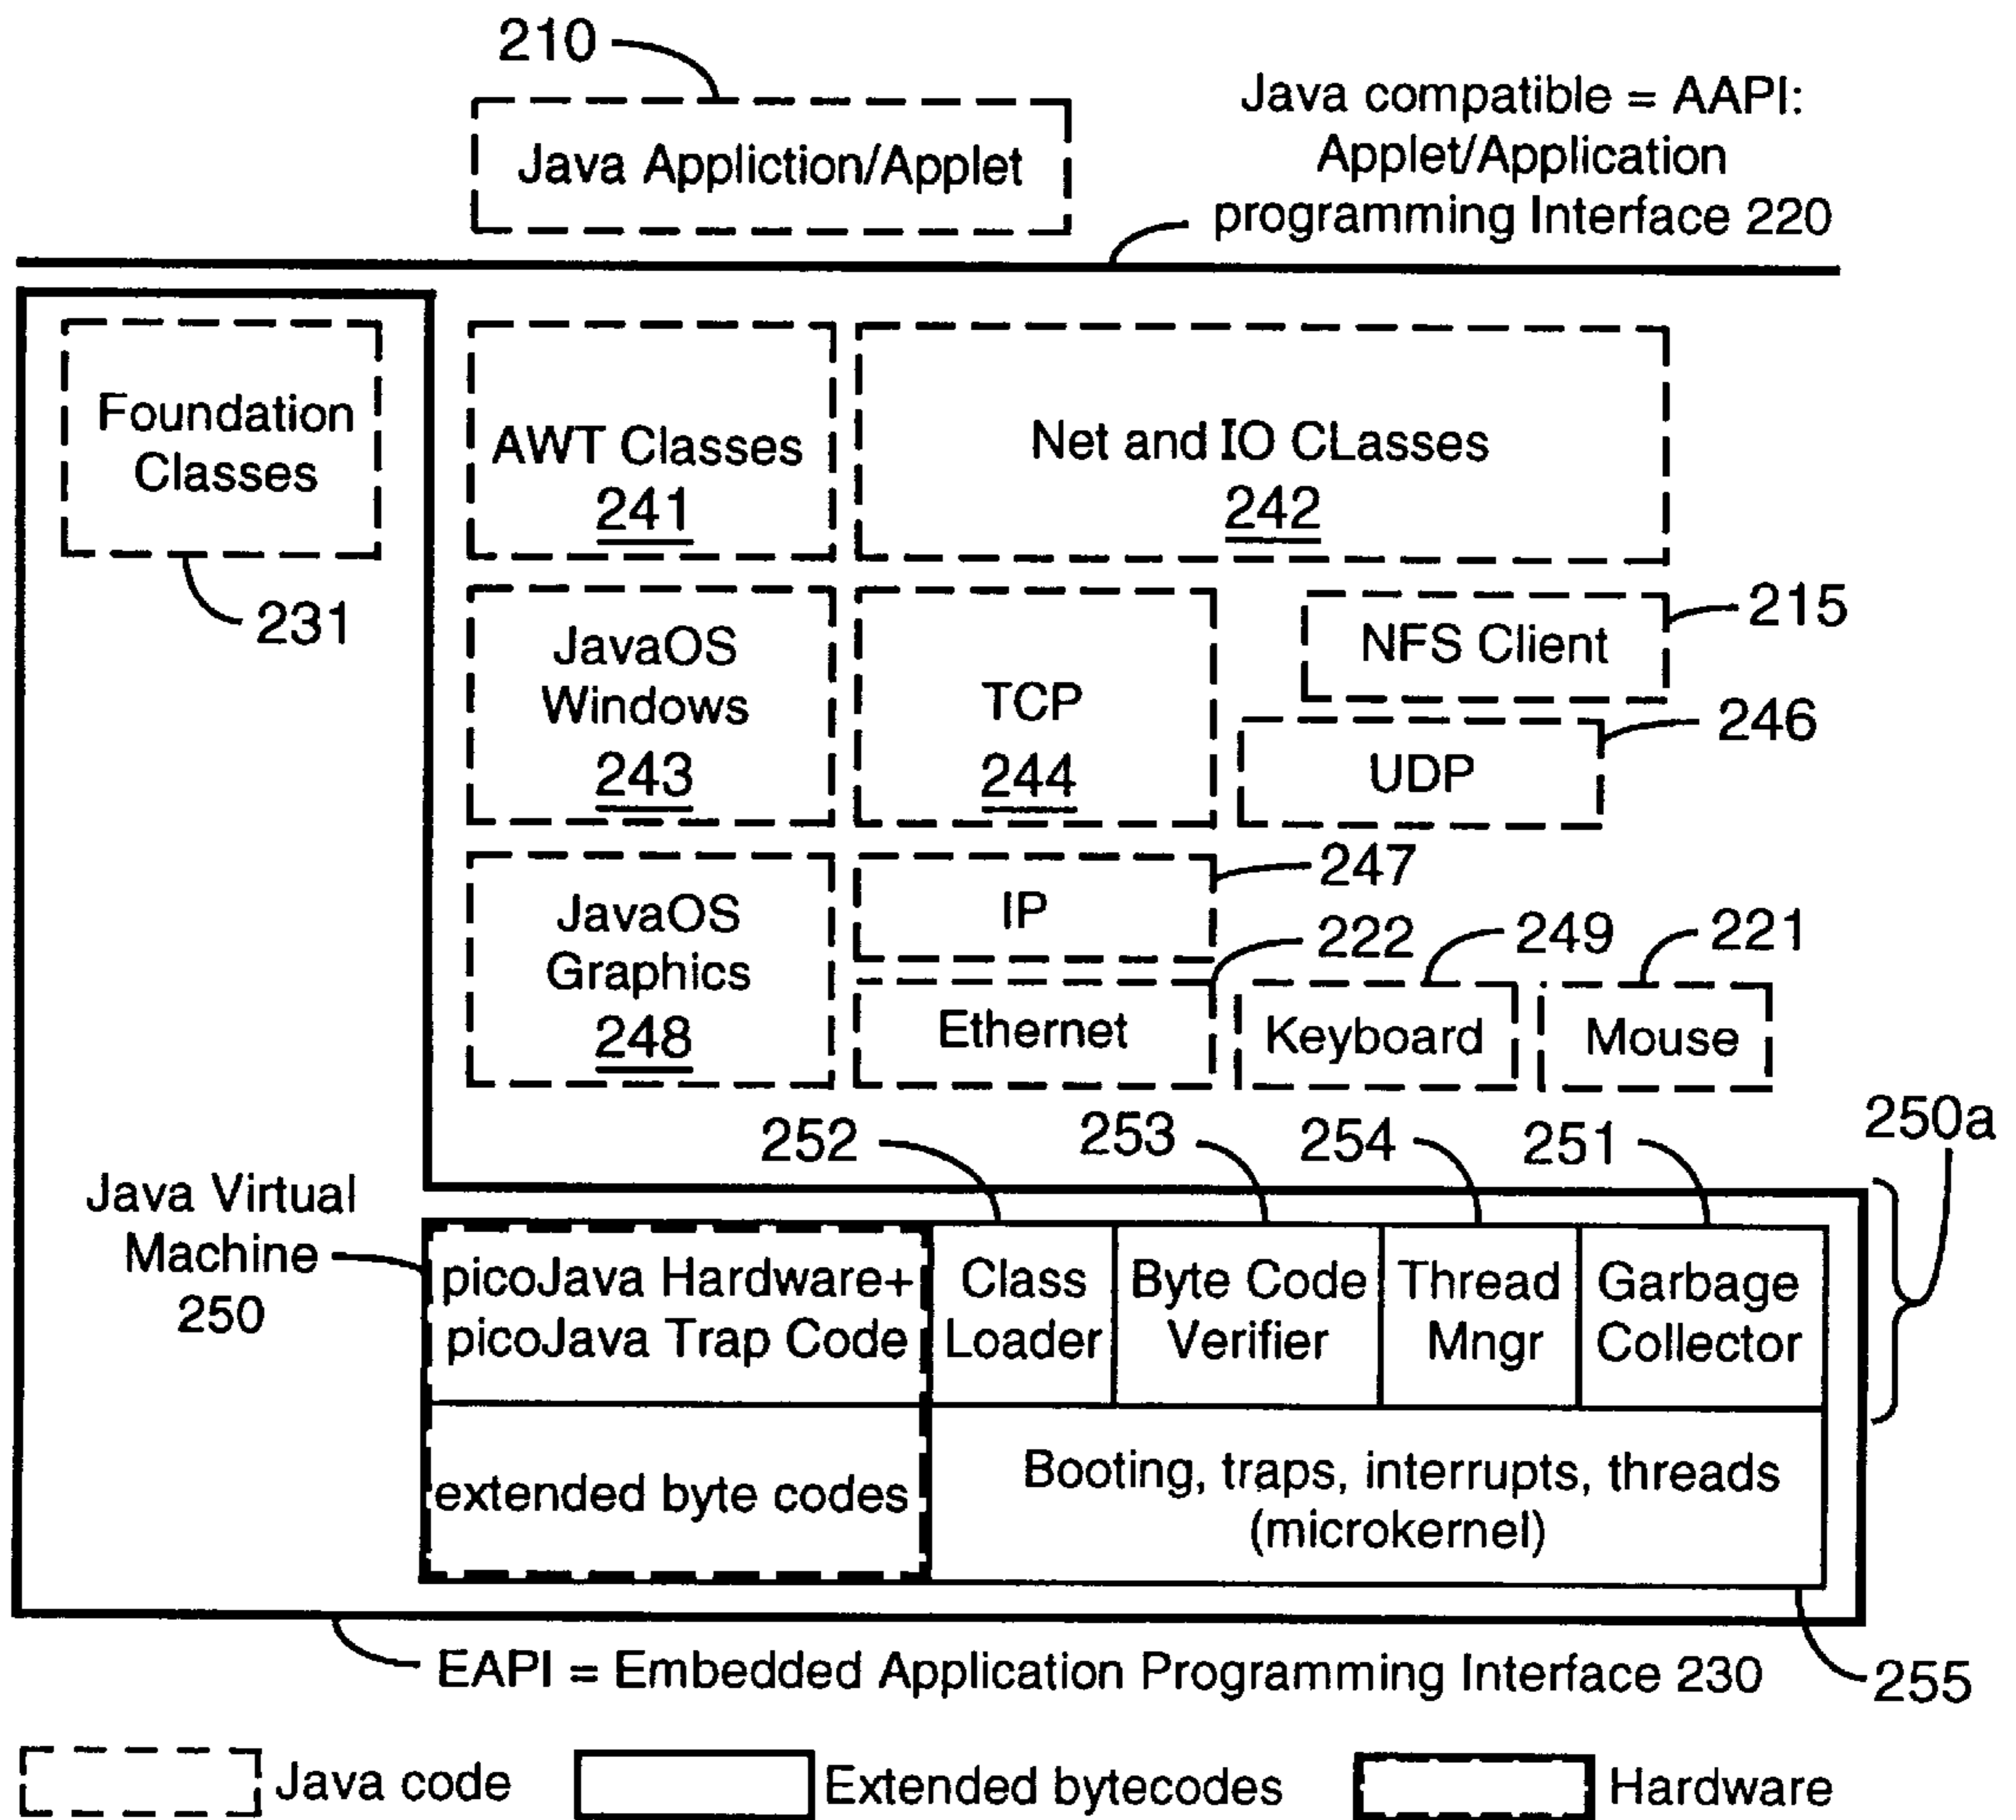 210
Java Appliction/Applet
Java compatible = AAPI:
Applet/Application
programming Interface 220
Foundation
Classes
231
AWT Classes
241
Net and IO CLasses
242
JavaOS
Windows
243
TCP
244
NFS Client
215
UDP
246
JavaOS
Graphics
248
IP
247
Ethernet
222
Keyboard
249
Mouse
221
252
253
254
251
250a
Java Virtual
Machine
250
picoJava Hardware+
picoJava Trap Code
Class
Loader
Byte Code
Verifier
Thread
Mngr
Garbage
Collector
extended byte codes
Booting, traps, interrupts, threads
(microkernel)
EAPI = Embedded Application Programming Interface 230
255
Java code
Extended bytecodes
Hardware